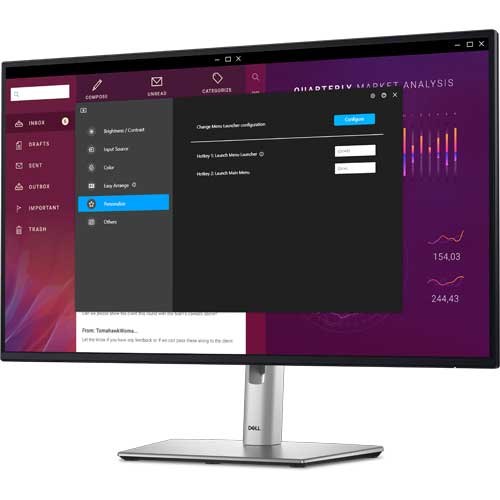 QUARTERLY MARKET ANALYSIS
COMPOSE
UNREAD
CATEGORIZE
INBOX
DRAFTS
SENT
OUTBOX
IMPORTANT
TRASH
Brightness / Contrast
Input Source
Color
Easy Arrange
Personalize
Others
Change Menu Launcher configuration
Configure
Hotkey 1: Launch Menu Launcher
Hotkey 2: Launch Main Menu
154,03
244,43
From: TomahawkWoma...
Let me know if you have any feedback or if we can pass these along to the client
DELL